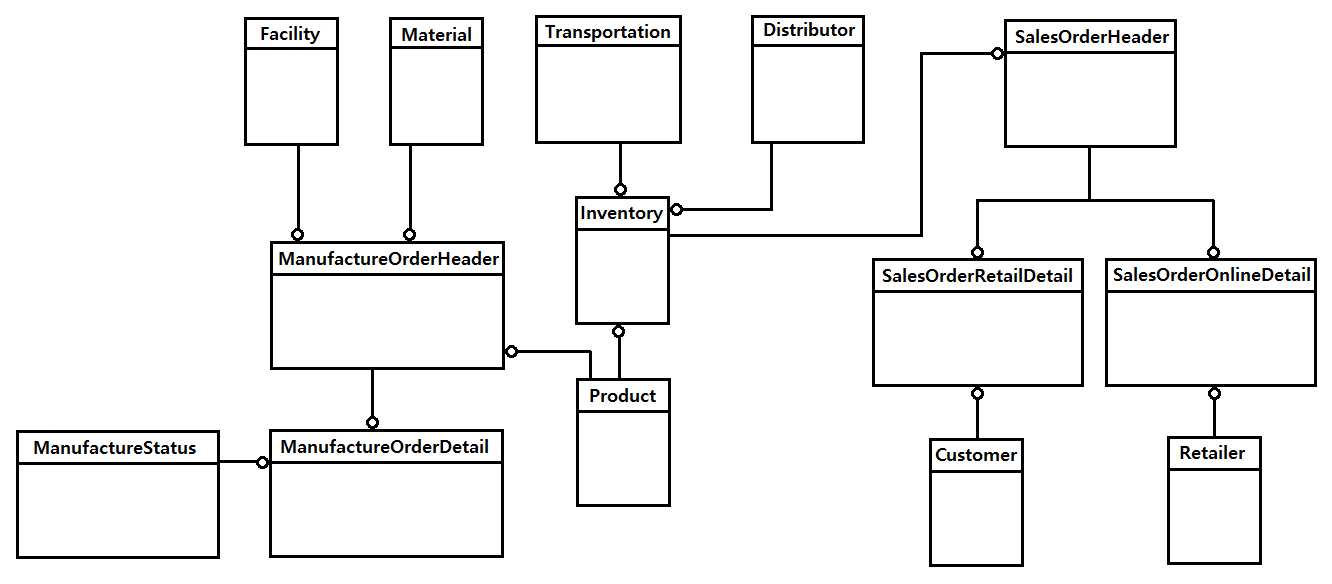 Facility
Material
Transportation
Distributor
SalesOrderHeader
Inventory
ManufactureOrderHeader
SalesOrderRetailDetail
SalesOrderOnlineDetail
Product
ManufactureStatus
ManufactureOrderDetail
Customer
Retailer